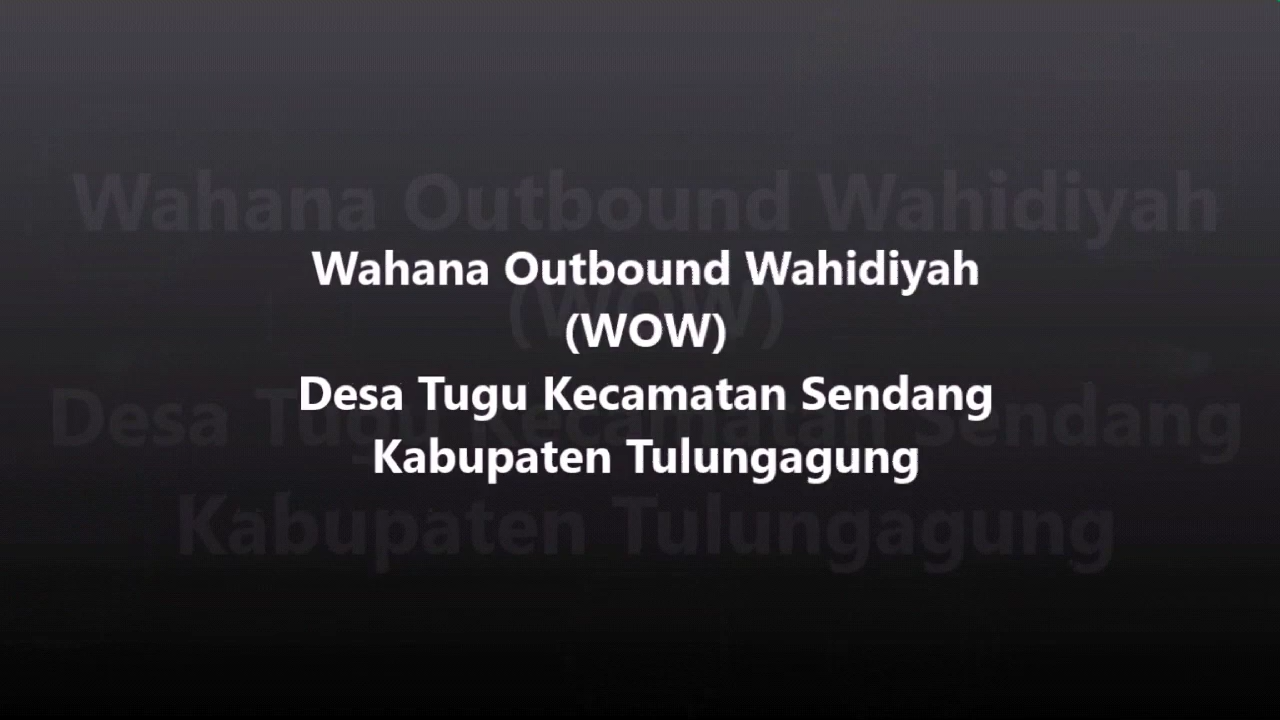 Wahana Outbound Wahidiyah
(WOW)
Desa Tugu Kecamatan Sendang
Kabupaten Tulungagung